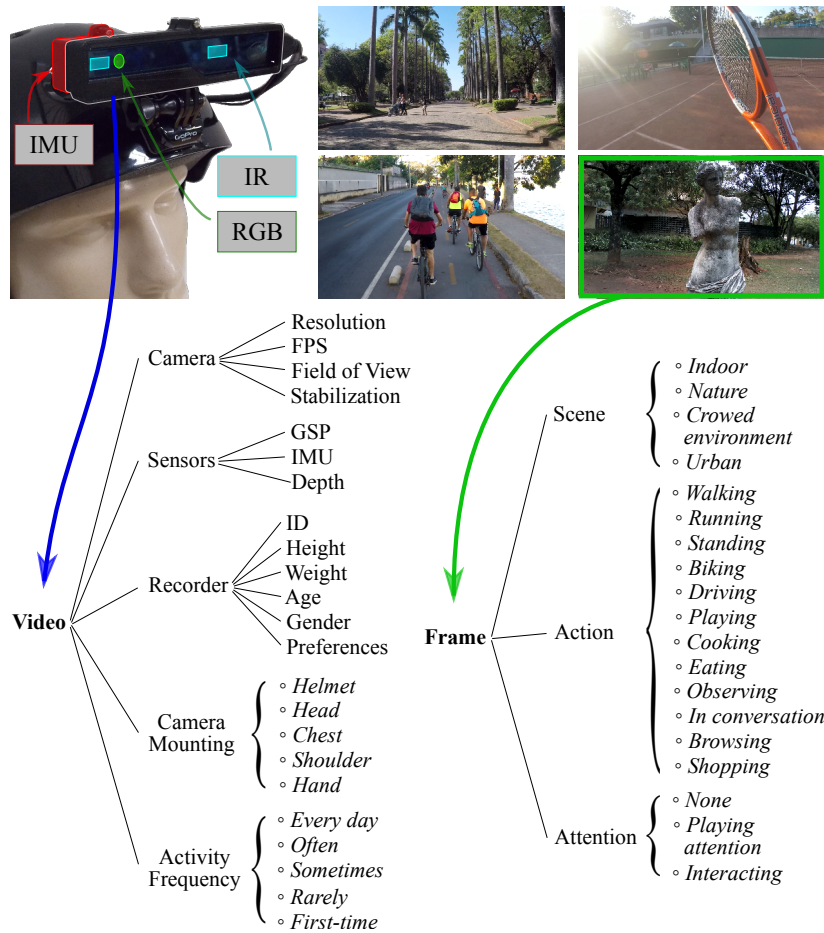 IMU
GoPro
IR
RGB
Video
Camera
Resolution
FPS
Field of View
Stabilization
Sensors
GSP
IMU
Depth
Recorder
ID
Height
Weight
Age
Gender
Preferences
Camera
Mounting
◦ Helmet
◦ Head
◦ Chest
◦ Shoulder
◦ Hand
Activity
Frequency
◦ Every day
◦ Often
◦ Sometimes
◦ Rarely
◦ First-time
Frame
Scene
◦ Indoor
◦ Nature
◦ Crowed
environment
◦ Urban
Action
◦ Walking
◦ Running
◦ Standing
◦ Biking
◦ Driving
◦ Playing
◦ Cooking
◦ Eating
◦ Observing
◦ In conversation
◦ Browsing
◦ Shopping
Attention
◦ None
◦ Playing
attention
◦ Interacting